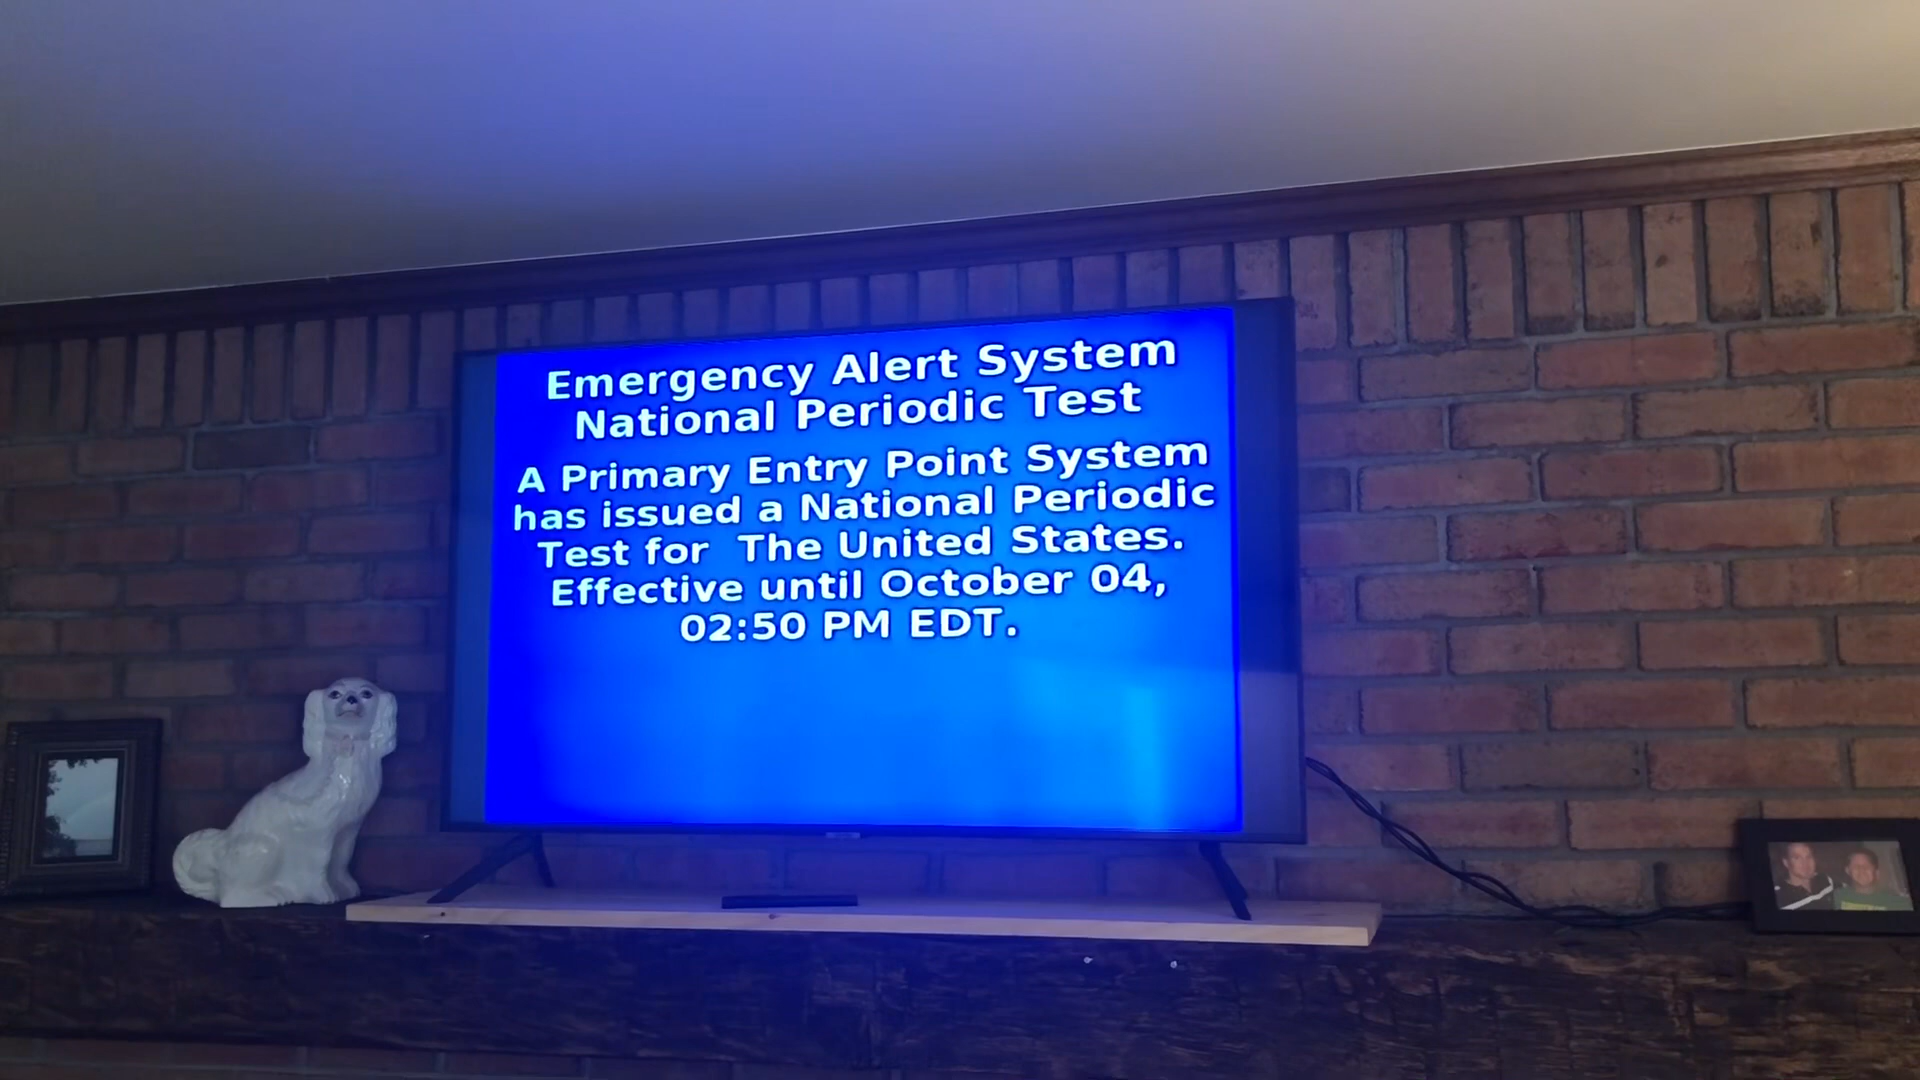 Emergency Alert System
National Periodic Test
A Primary Entry Point System
has issued a National Periodic
Test for  The United States.
Effective until October 04,
02:50 PM EDT.